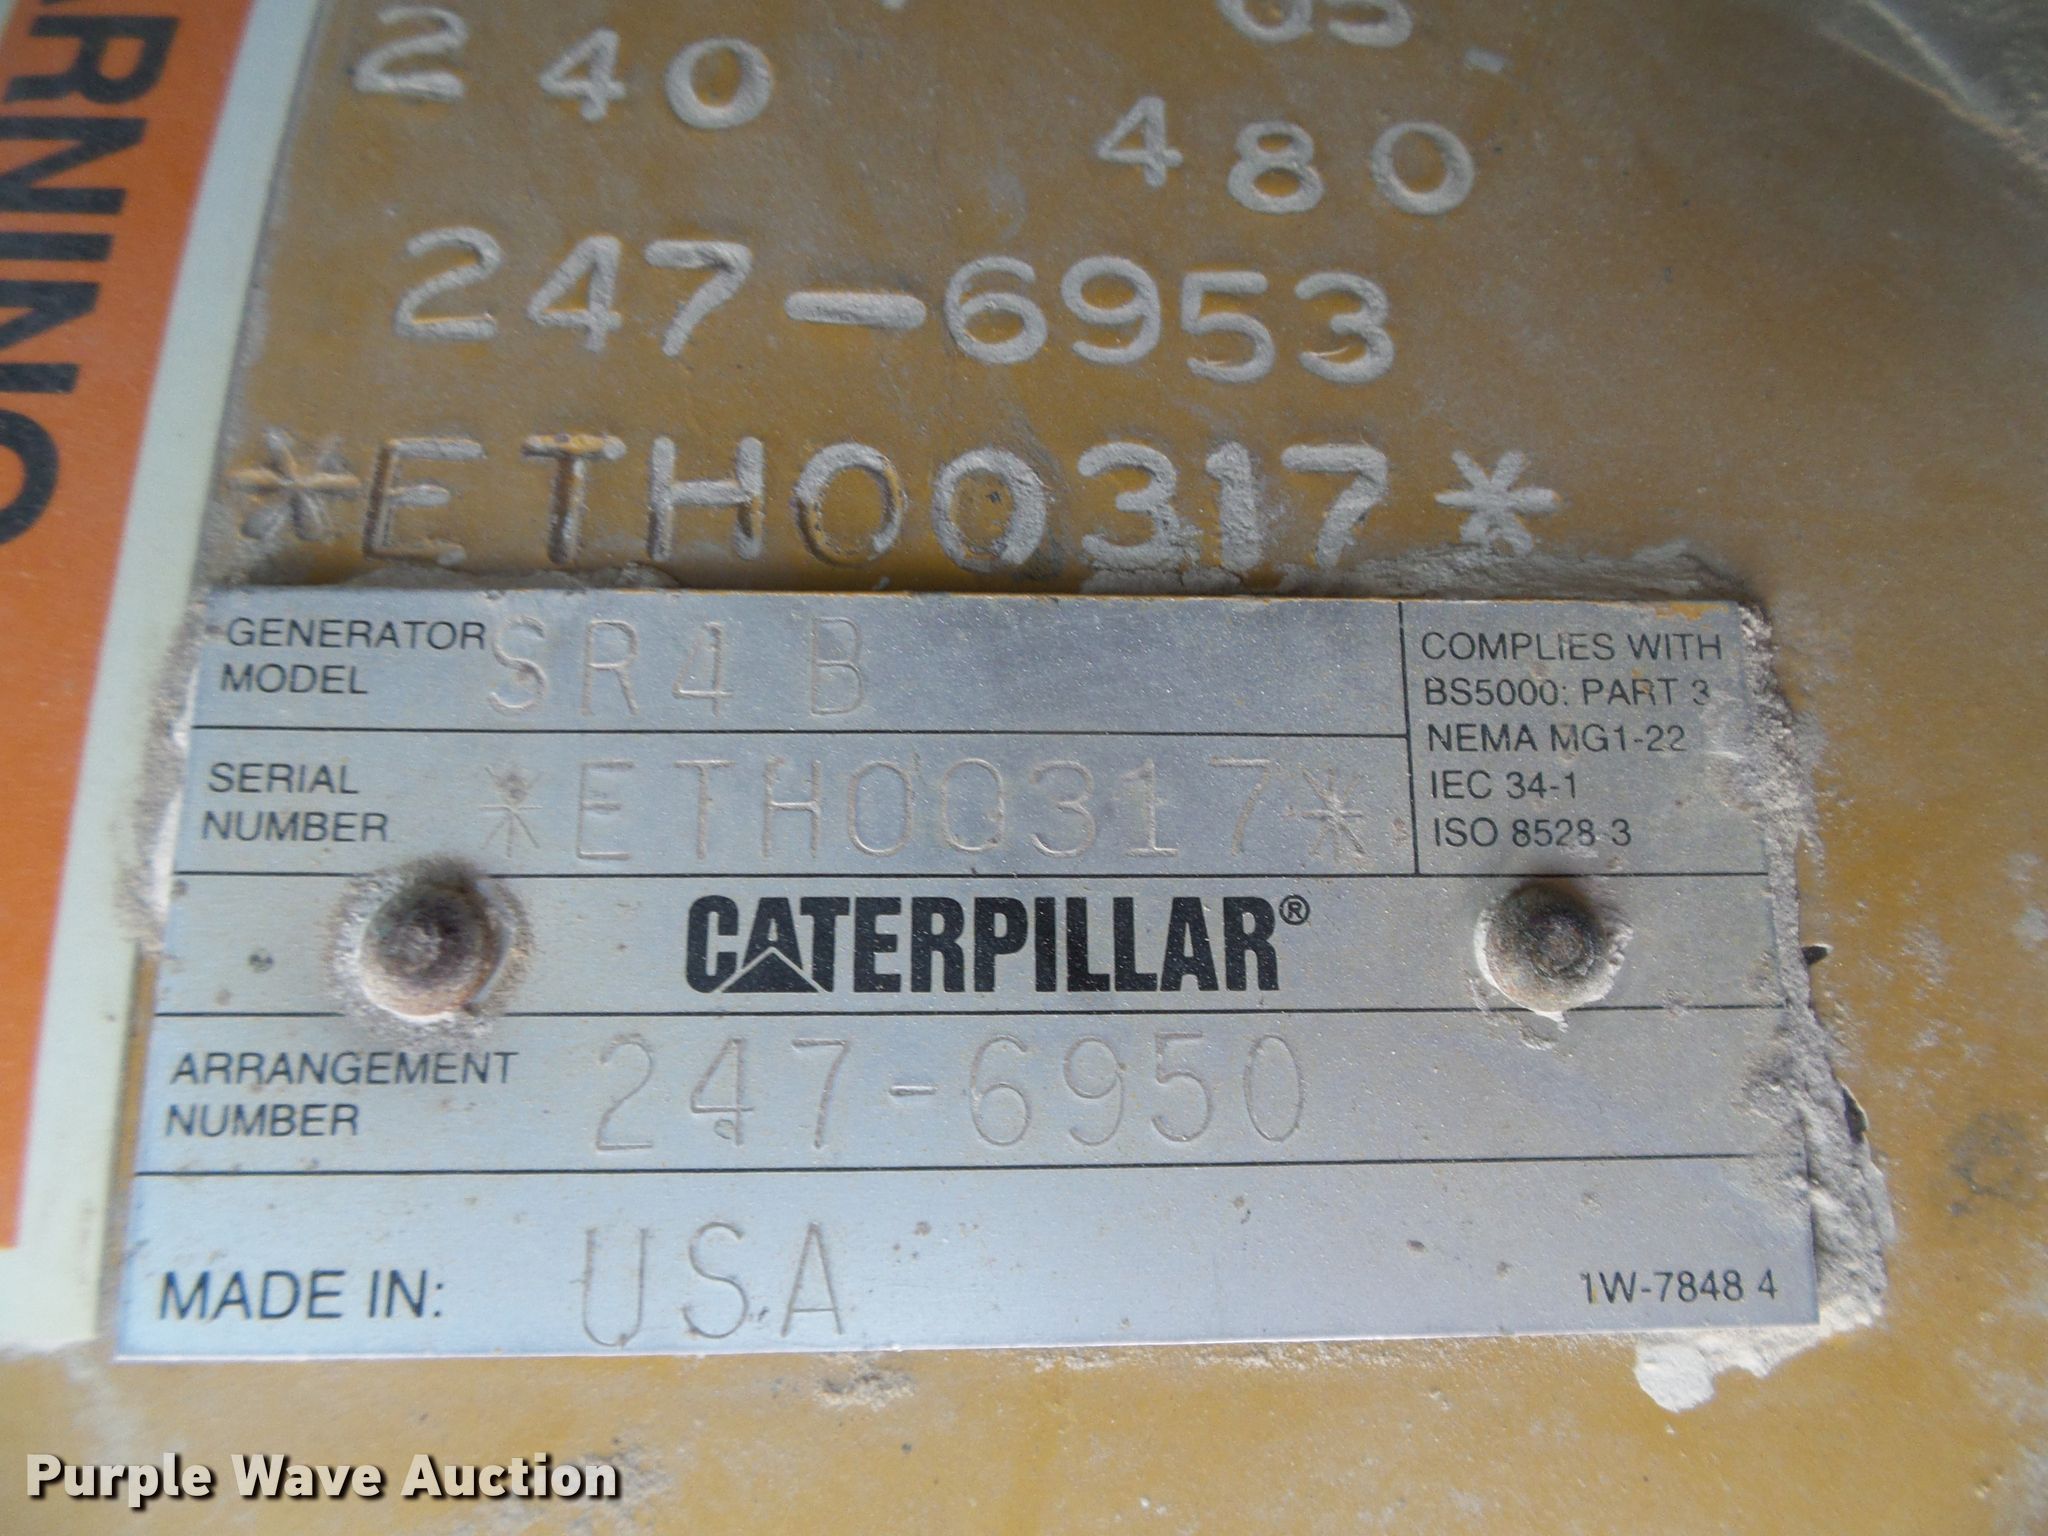 240 480
247-6953
*ETH00317*
GENERATOR MODEL SR4 B
SERIAL NUMBER *ETH00317*
COMPLIES WITH
BS5000: PART 3
NEMA MG1-22
IEC 34-1
ISO 8528 3
CATERPILLAR®
ARRANGEMENT NUMBER 247-6950
MADE IN: USA
1W-7848 4
Purple Wave Auction